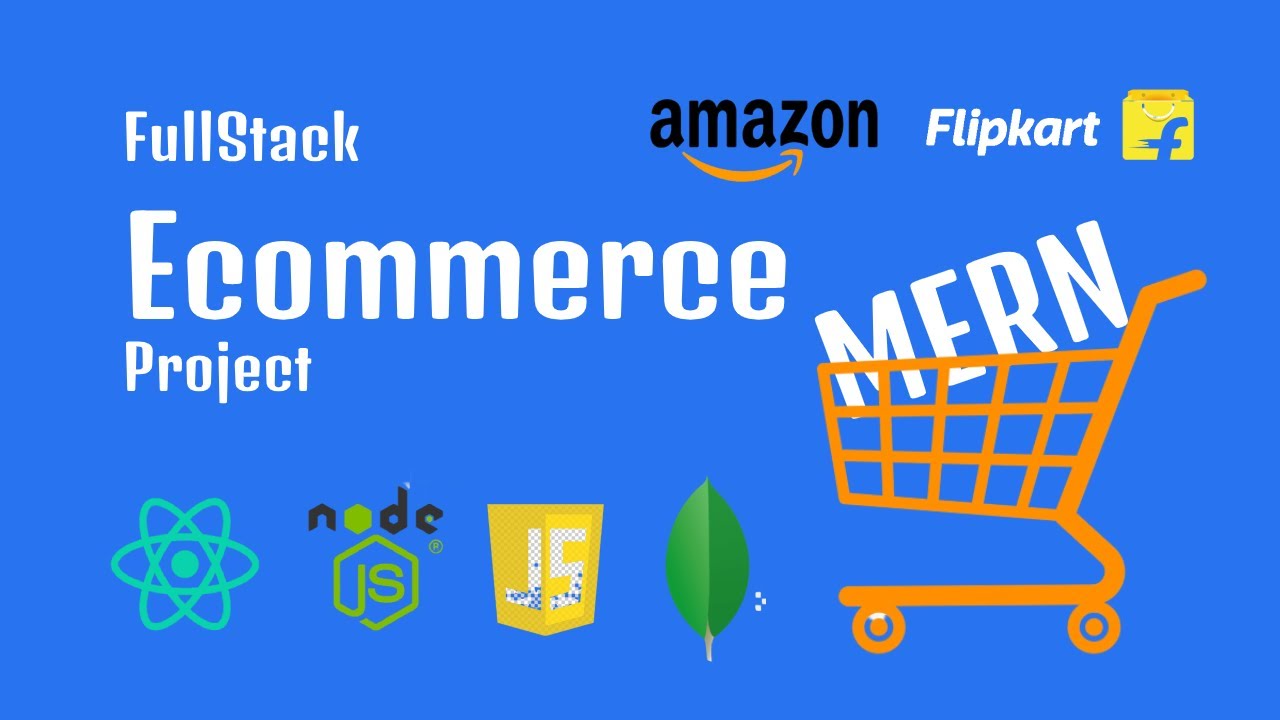 FullStack
amazon
Flipkart
f
Ecommerce
Project
MERN
node
JS
®
JS